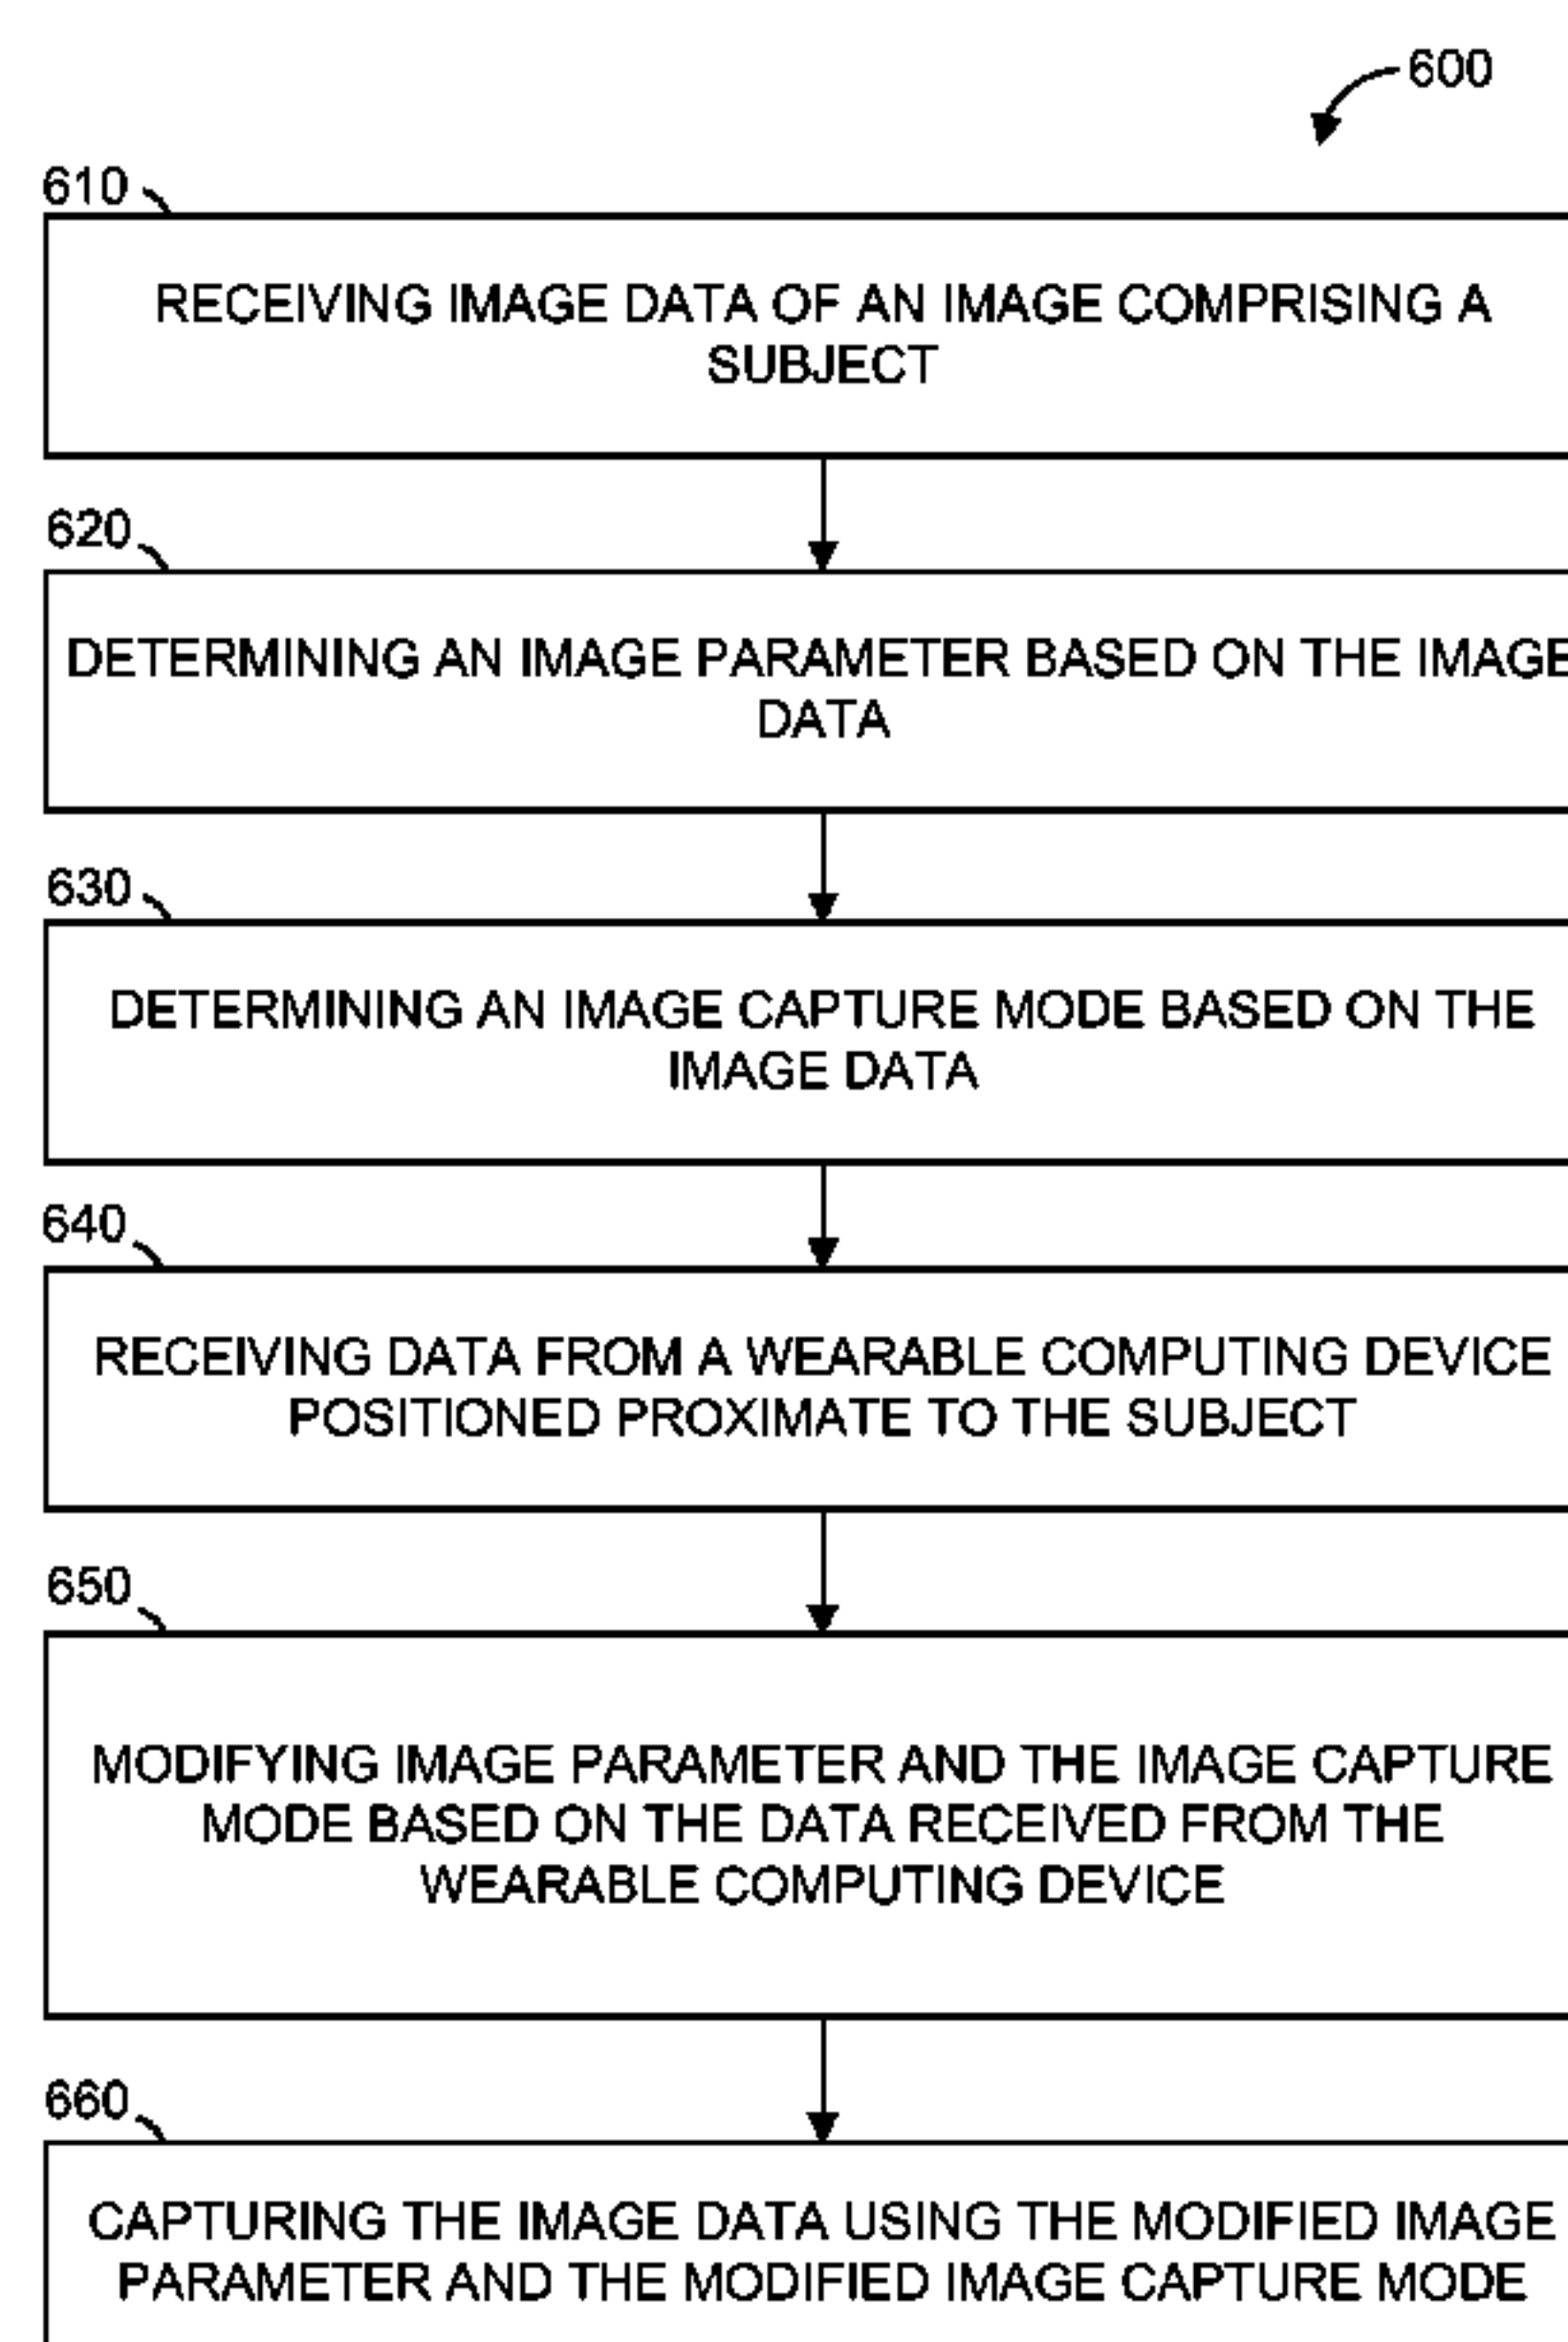 600
610
RECEIVING IMAGE DATA OF AN IMAGE COMPRISING A
SUBJECT
620
DETERMINING AN IMAGE PARAMETER BASED ON THE IMAGE
DATA
630
DETERMINING AN IMAGE CAPTURE MODE BASED ON THE
IMAGE DATA
640
RECEIVING DATA FROM A WEARABLE COMPUTING DEVICE
POSITIONED PROXIMATE TO THE SUBJECT
650
MODIFYING IMAGE PARAMETER AND THE IMAGE CAPTURE
MODE BASED ON THE DATA RECEIVED FROM THE
WEARABLE COMPUTING DEVICE
660
CAPTURING THE IMAGE DATA USING THE MODIFIED IMAGE
PARAMETER AND THE MODIFIED IMAGE CAPTURE MODE